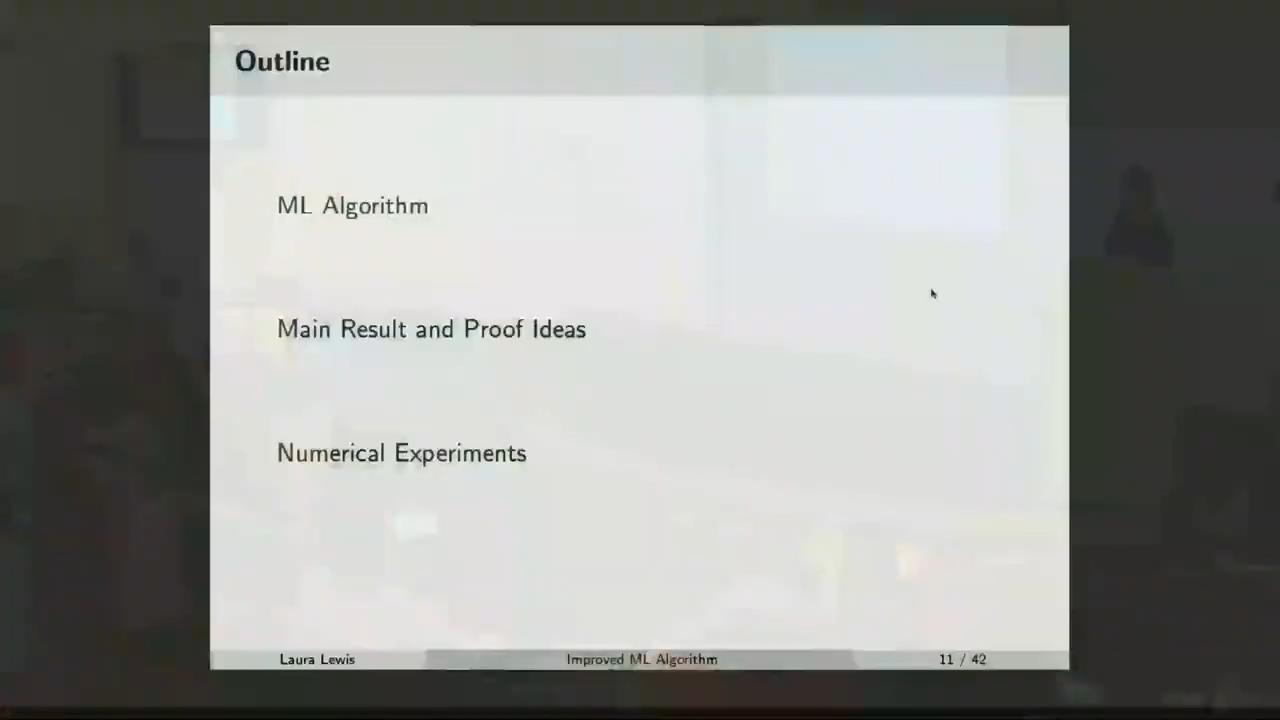 Outline
ML Algorithm
Main Result and Proof Ideas
Numerical Experiments
Laura Lewis
Improved ML Algorithm
11 / 42